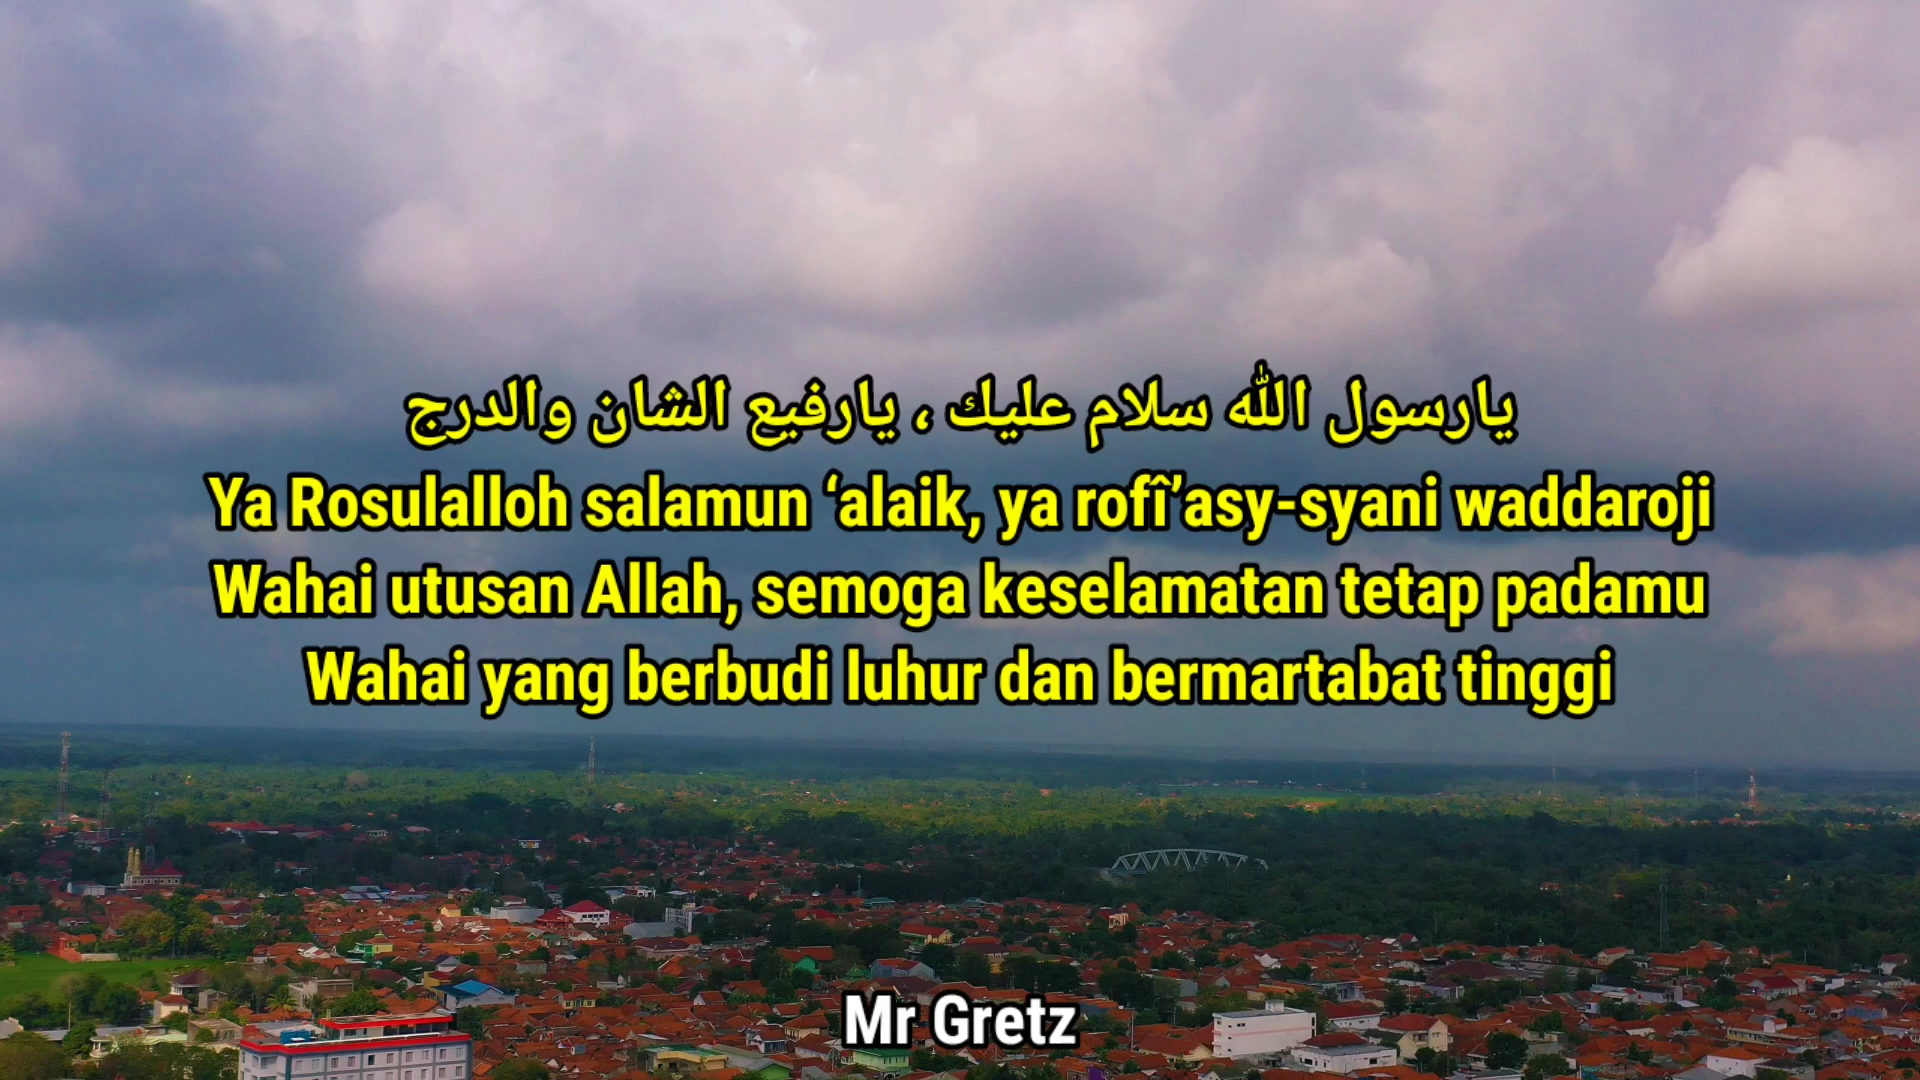 يارسول الله سلام عليك ، يارفيع الشان والدرج
Ya Rosulalloh salamun ‘alaik, ya rofî’asy-syani waddaroji
Wahai utusan Allah, semoga keselamatan tetap padamu
Wahai yang berbudi luhur dan bermartabat tinggi
Mr Gretz